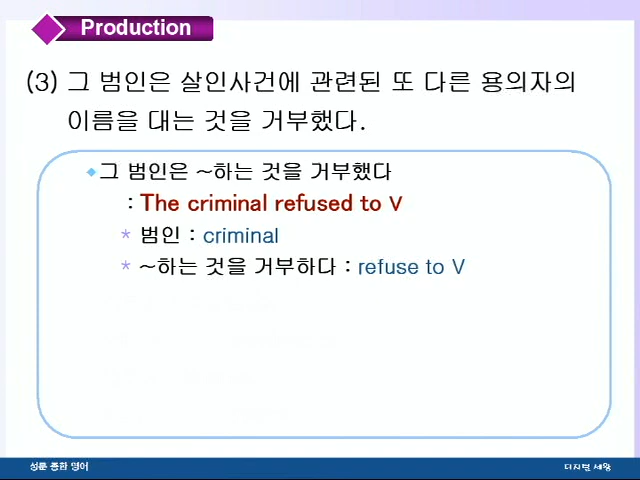 Production
(3) 그 범인은 살인사건에 관련된 또 다른 용의자의
이름을 대는 것을 거부했다.
그 범인은 ~하는 것을 거부했다
: The criminal refused to V
* 범인 : criminal
* ~하는 것을 거부하다 : refuse to V
성문 종합 영어
디지털 세왕